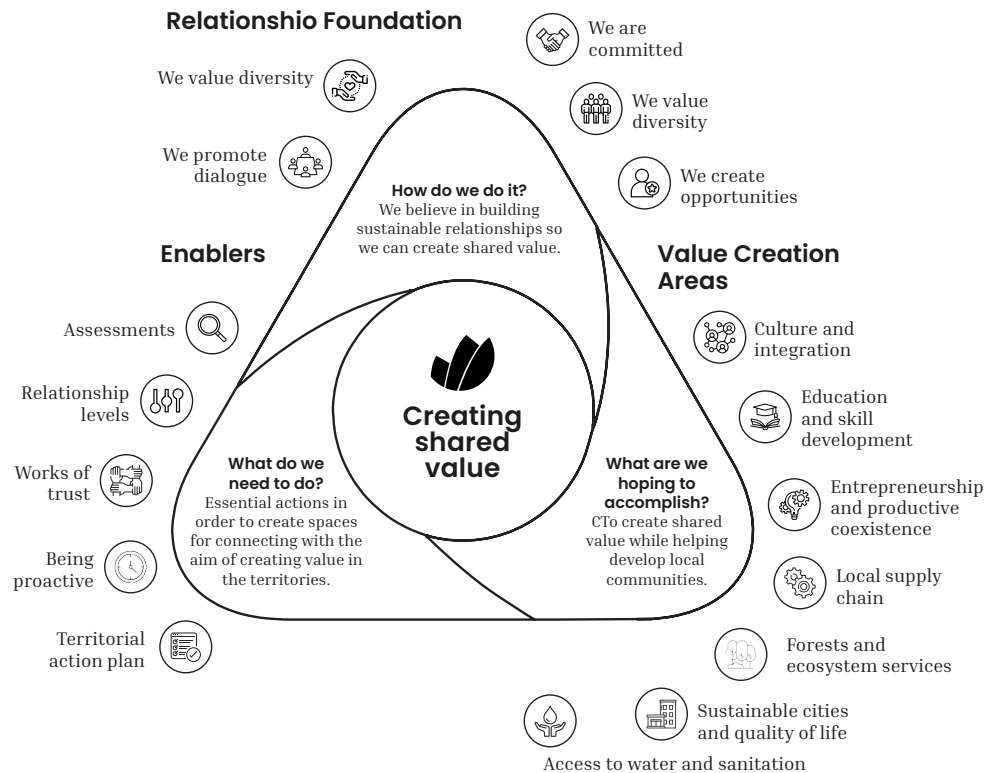 Relationshio Foundation
We value diversity
We promote
dialogue
We are
committed
We value
diversity
We create
opportunities
How do we do it?
We believe in building
sustainable relationships so
we can create shared value.
Enablers
Assessments
Relationship
levels
Works of
trust
Being
proactive
Territorial
action plan
What do we
need to do?
Essential actions in
order to create spaces
for connecting with the
aim of creating value in
the territories.
Creating
shared
value
What are we
hoping to
accomplish?
CTo create shared
value while helping
develop local
communities.
Value Creation
Areas
Culture and
integration
Education
and skill
development
Entrepreneurship
and productive
coexistence
Local supply
chain
Forests and
ecosystem services
Sustainable cities
and quality of life
Access to water and sanitation